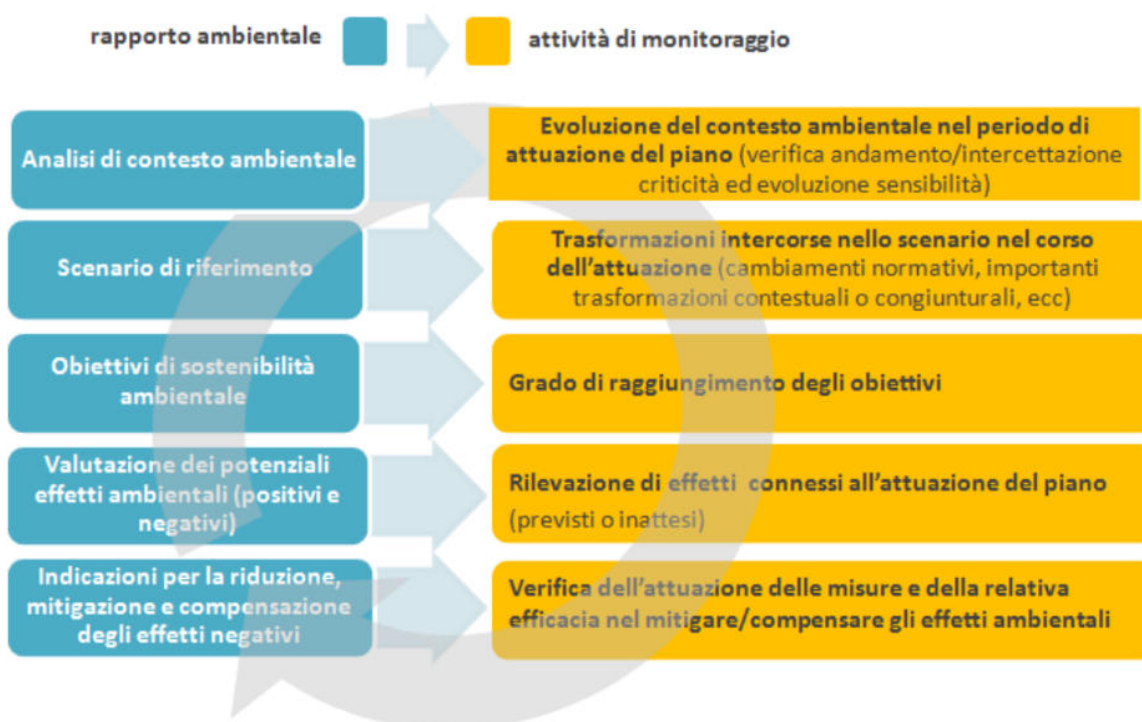 rapporto ambientale
attività di monitoraggio
Analisi di contesto ambientale
Evoluzione del contesto ambientale nel periodo di
attuazione del piano (verifica andamento/intercettazione
criticità ed evoluzione sensibilità)
Scenario di riferimento
Trasformazioni intercorse nello scenario nel corso
dell'attuazione (cambiamenti normativi, importanti
trasformazioni contestuali o congiunturali, ecc)
Obiettivi di sostenibilità
ambientale
Grado di raggiungimento degli obiettivi
Valutazione dei potenziali
effetti ambientali (positivi e
negativi)
Rilevazione di effetti connessi all'attuazione del piano
(previsti o inattesi)
Indicazioni per la riduzione,
mitigazione e compensazione
degli effetti negativi
Verifica dell'attuazione delle misure e della relativa
efficacia nel mitigare/compensare gli effetti ambientali